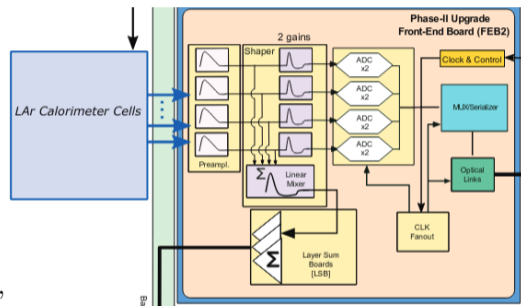 Phase-II Upgrade
Front-End Board (FEB2)
2 gains
Shaper
LAr Calorimeter Cells
ADC
x2
ADC
x2
ADC
x2
ADC
x2
Clock & Control
MUX/Serializer
Optical
Links
Preampl.
Σ
Linear
Mixer
CLK
Fanout
Σ
Layer Sum
Boards
[LSB]
Ba
,